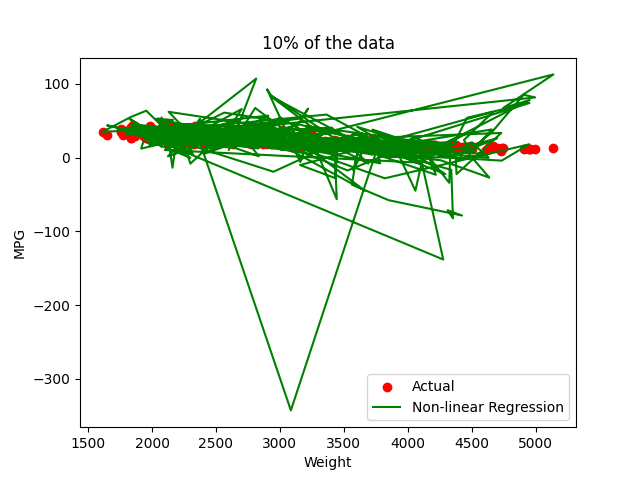 10% of the data
MPG
100
0
−100
−200
−300
1500 2000 2500 3000 3500 4000 4500 5000
Weight
Actual
Non-linear Regression